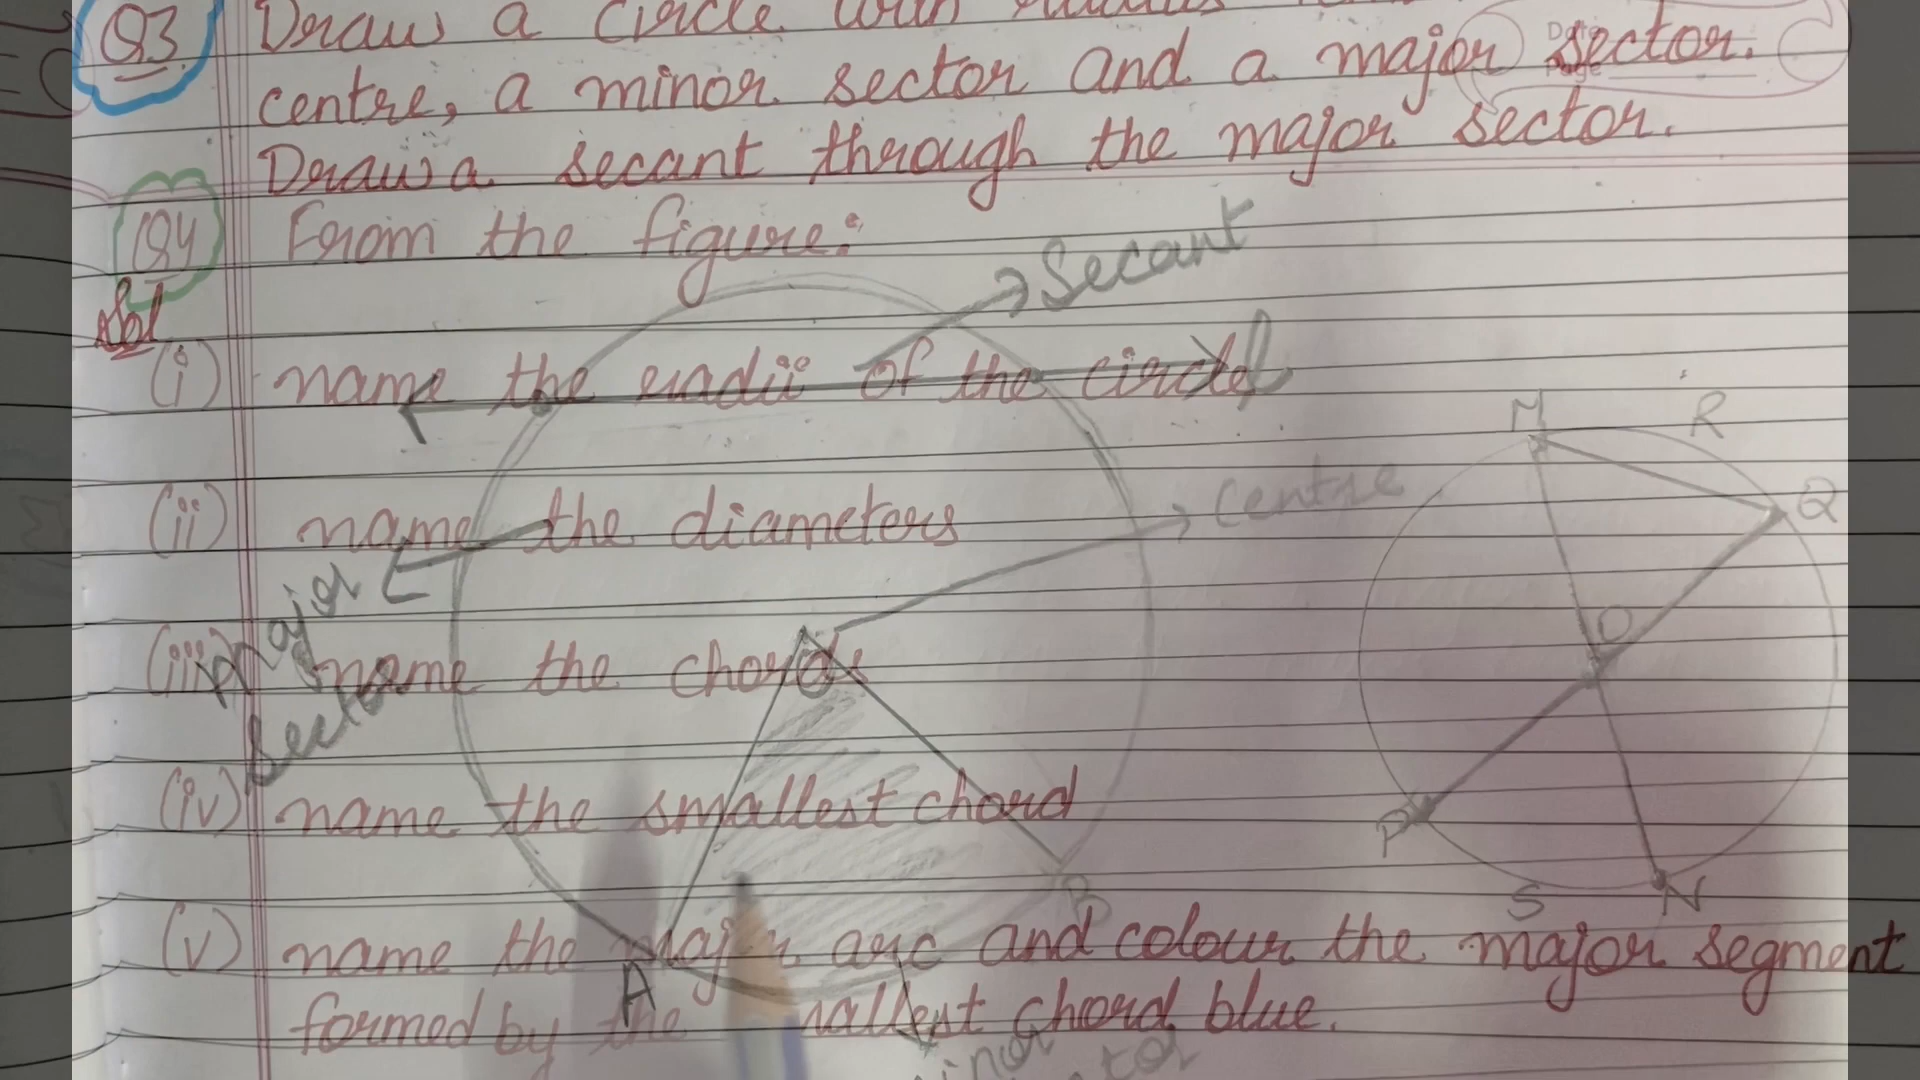 Q3 Draw a circle with radius
centre, a minor sector and a major sector.
Draw a secant through the major sector.
Q4 From the figure:
Secant
Sol
(i) name the radii of the circle
M R
(ii) name the diameters
Centre
Q
Major
Sector
(iii) name the chords
O
(iv) name the smallest chord
P
B
S N
(v) name the major arc and colour the major segment
A
formed by the smallest chord blue.